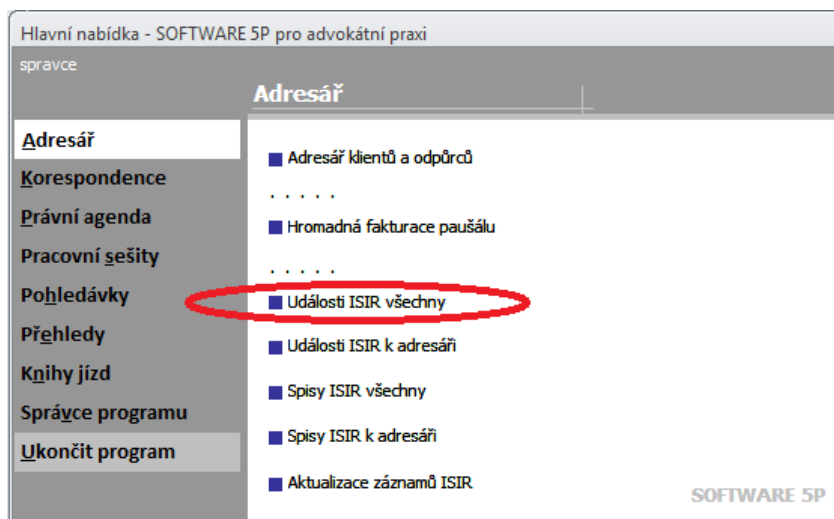 Hlavní nabídka - SOFTWARE 5P pro advokátní praxi
spravce
Adresář
Adresář
Korespondence
Právní agenda
Pracovní sešity
Pohledávky
Přehledy
Knihy jízd
Správce programu
Ukončit program
Adresář klientů a odpůrců
. . . . .
Hromadná fakturace paušálu
. . . . .
Události ISIR všechny
Události ISIR k adresáři
Spisy ISIR všechny
Spisy ISIR k adresáři
Aktualizace záznamů ISIR
SOFTWARE 5P